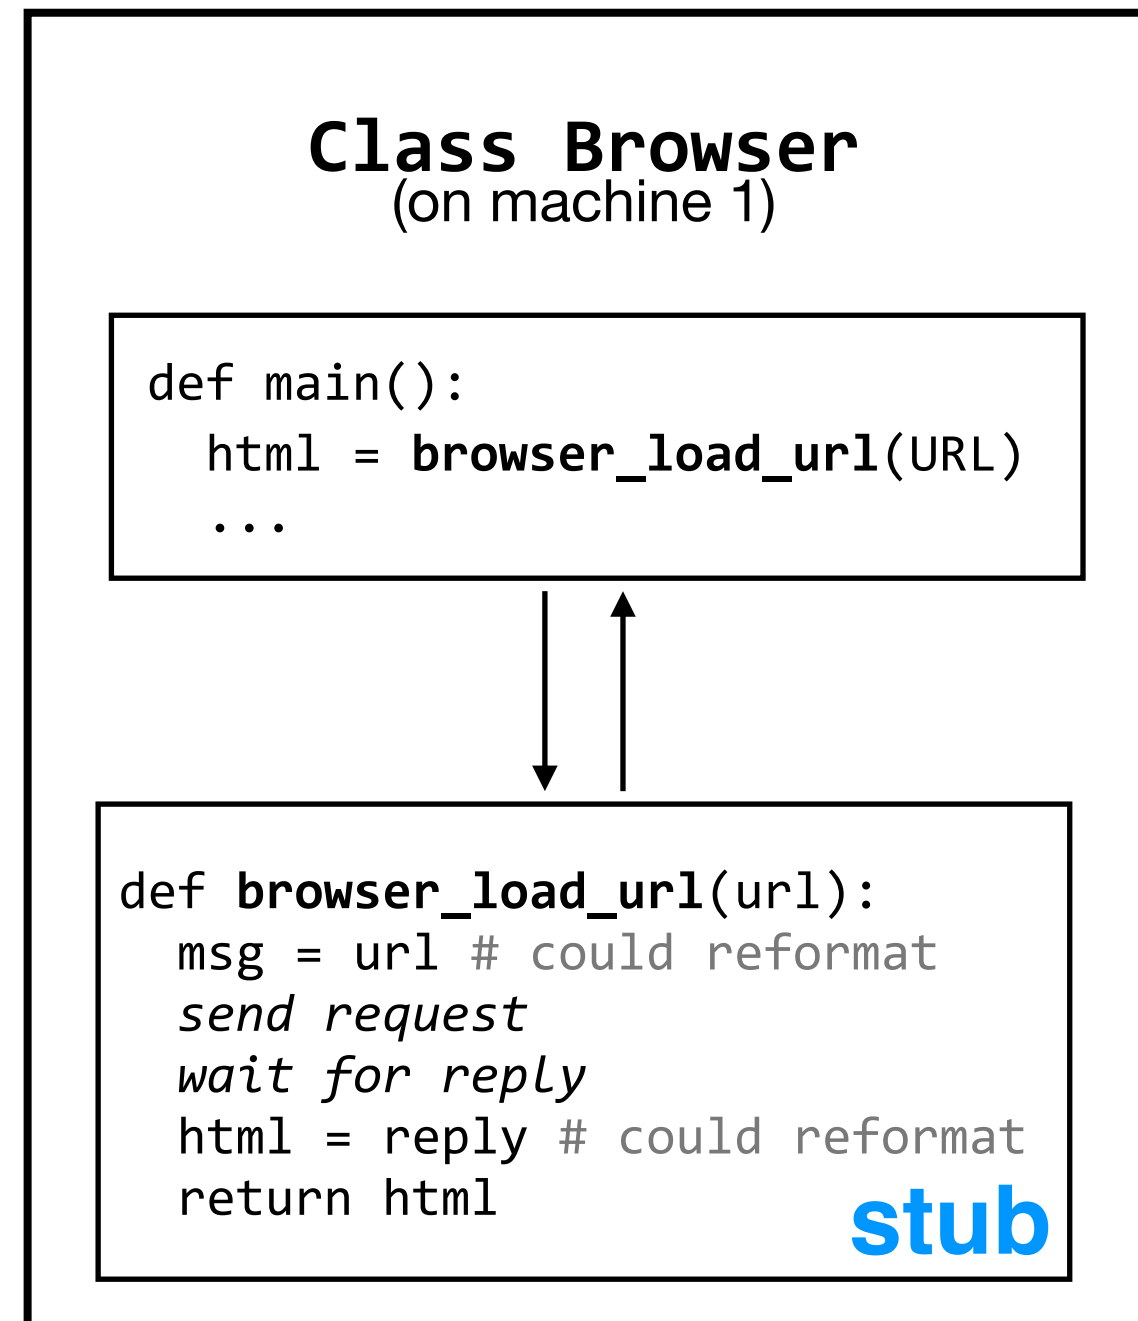 Class Browser
(on machine 1)
def main():
html = browser_load_url(URL)
...
def browser_load_url(url):
msg = url # could reformat
send request
wait for reply
html = reply # could reformat
return html
stub